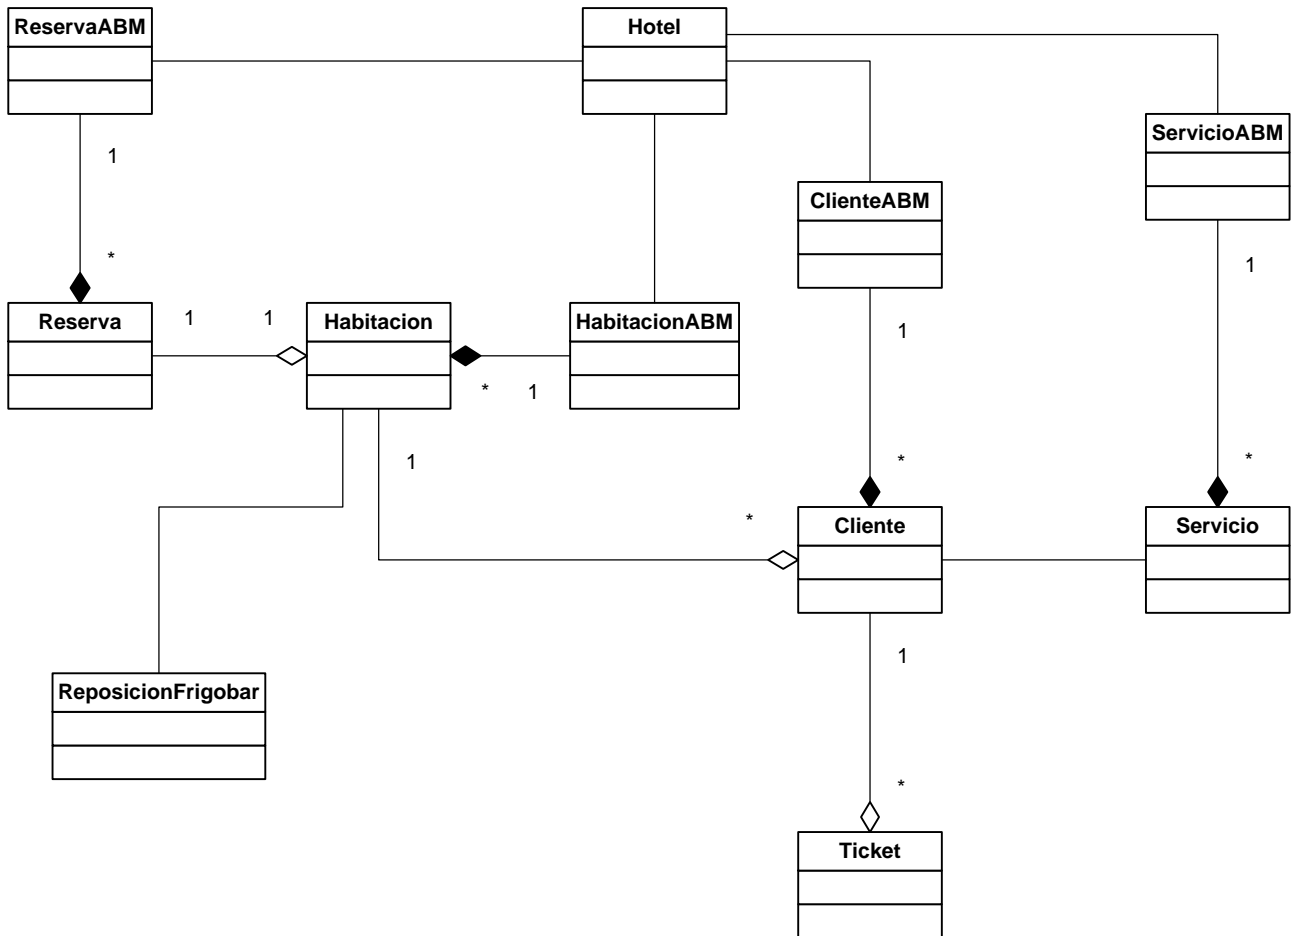 ReservaABM
Hotel
ServicioABM
1
ClienteABM
*
1
Reserva
1
1
Habitacion
HabitacionABM
1
*
1
1
*
*
*
Cliente
Servicio
1
ReposicionFrigobar
*
Ticket